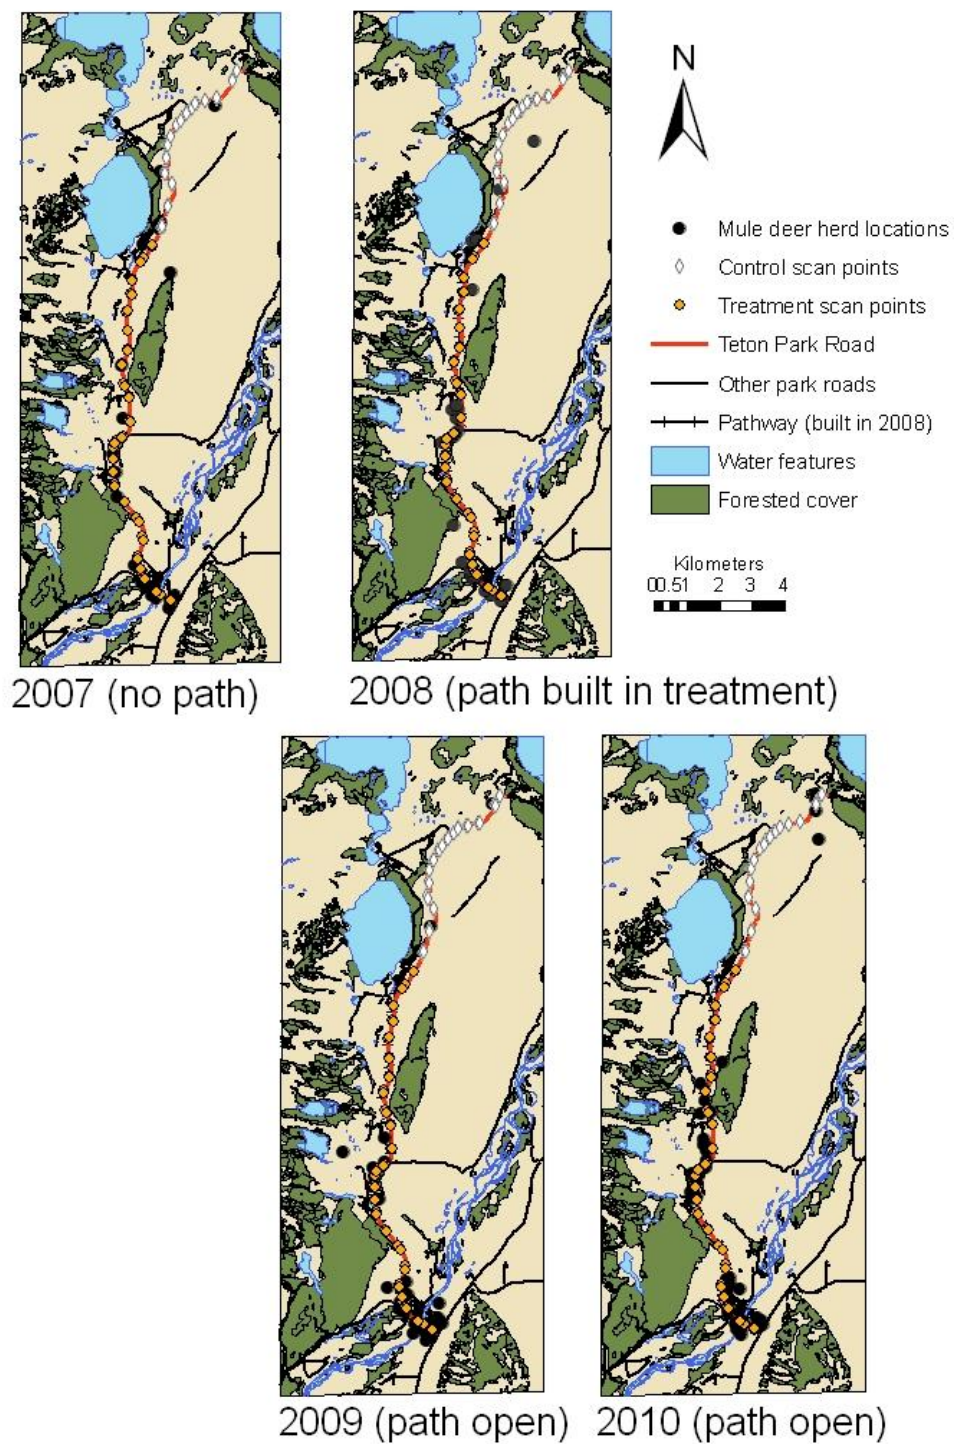 N
Mule deer herd locations
Control scan points
Treatment scan points
Teton Park Road
Other park roads
Pathway (built in 2008)
Water features
Forested cover
Kilometers
00.51 2 3 4
2007 (no path)
2008 (path built in treatment)
2009 (path open)
2010 (path open)